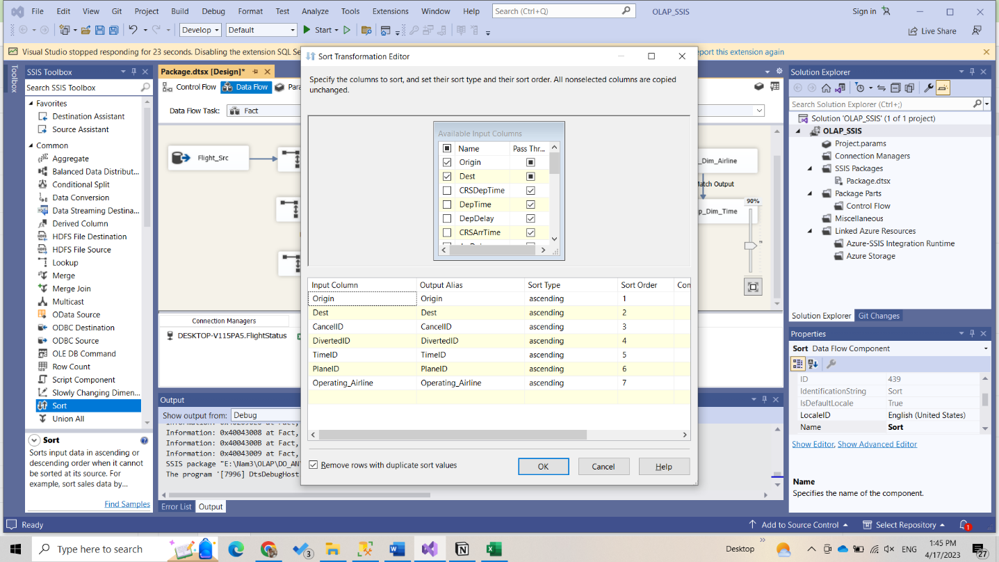 File Edit View Git Project Build Debug Format Test Analyze Tools Extensions Window Help Search (Ctrl+Q) OLAP_SSIS Sign in
Develop Default Start Live Share
Visual Studio stopped responding for 23 seconds. Disabling the extension SQL Se
port this extension again
Toolbox
SSIS Toolbox
Search SSIS Toolbox
Favorites
Destination Assistant
Source Assistant
Common
Aggregate
Balanced Data Distribut...
Conditional Split
Data Conversion
Data Streaming Destina...
Derived Column
HDFS File Destination
HDFS File Source
Lookup
Merge
Merge Join
Multicast
OData Source
ODBC Destination
ODBC Source
OLE DB Command
Row Count
Script Component
Slowly Changing Dimen...
Sort
Union All
Sort
Sorts input data in ascending or
descending order when it cannot
be sorted at its source. For
example, sort sales data by...
Find Samples
Package.dtsx [Design]*
Control Flow Data Flow Para
Data Flow Task: Fact
Flight_Src
_Dim_Airline
Match Output
p_Dim_Time
90%
Connection Managers
DESKTOP-V115PA5.FlightStatus
Output
Show output from: Debug
Information: 0x40043008 at Fact,
Information: 0x4004300B at Fact,
Information: 0x40043009 at Fact,
SSIS package "E:\Nam3\OLAP\DO_AN
The program '[7996] DtsDebugHost
Error List Output
Sort Transformation Editor
Specify the columns to sort, and set their sort type and their sort order. All nonselected columns are copied
unchanged.
Available Input Columns
Name Pass Thr...
Origin
Dest
CRSDepTime
DepTime
DepDelay
CRSArrTime
Input Column Output Alias Sort Type Sort Order Con
Origin Origin ascending 1
Dest Dest ascending 2
CancelID CancelID ascending 3
DivertedID DivertedID ascending 4
TimeID TimeID ascending 5
PlaneID PlaneID ascending 6
Operating_Airline Operating_Airline ascending 7
Remove rows with duplicate sort values
OK Cancel Help
Solution Explorer
Search Solution Explorer (Ctrl+;)
Solution 'OLAP_SSIS' (1 of 1 project)
OLAP_SSIS
Project.params
Connection Managers
SSIS Packages
Package.dtsx
Package Parts
Control Flow
Miscellaneous
Linked Azure Resources
Azure-SSIS Integration Runtime
Azure Storage
Solution Explorer Git Changes
Properties
Sort Data Flow Component
ID 439
IdentificationString Sort
IsDefaultLocale True
LocaleID English (United States)
Name Sort
Show Editor, Show Advanced Editor
Name
Specifies the name of the component.
Ready Add to Source Control Select Repository 1
Type here to search 3 Desktop ENG 1:45 PM
4/17/2023
27